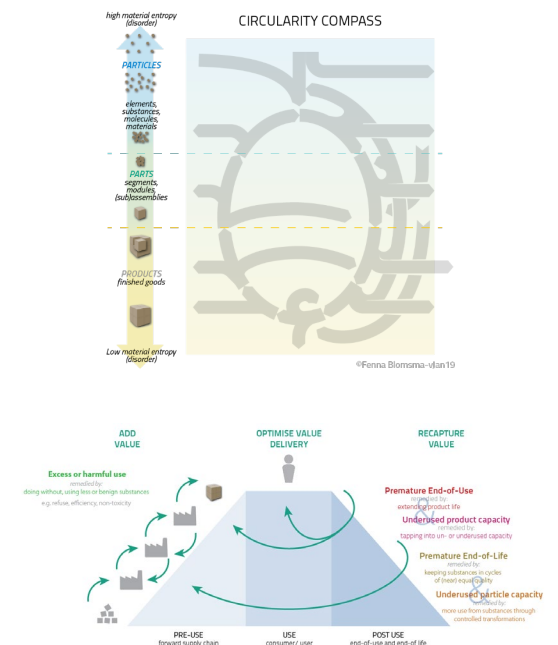 high material entropy
(disorder)
CIRCULARITY COMPASS
PARTICLES
elements,
substances,
molecules,
materials
PARTS
segments,
modules,
(sub)assemblies
PRODUCTS
finished goods
Low material entropy
(disorder)
©Fenna Blomsma-vJan19
ADD
VALUE
OPTIMISE VALUE
DELIVERY
RECAPTURE
VALUE
Excess or harmful use
remedied by:
doing without, using less or benign substances
e.g. refuse, efficiency, non-toxicity
Premature End-of-Use
remedied by:
extending product life
&
Underused product capacity
remedied by:
tapping into un- or underused capacity
Premature End-of-Life
remedied by:
keeping substances in cycles
of (near) equal quality
&
Underused particle capacity
remedied by:
more use from substances through
controlled transformations
PRE-USE
forward supply chain
USE
consumer/ user
POST USE
end-of-use and end of life